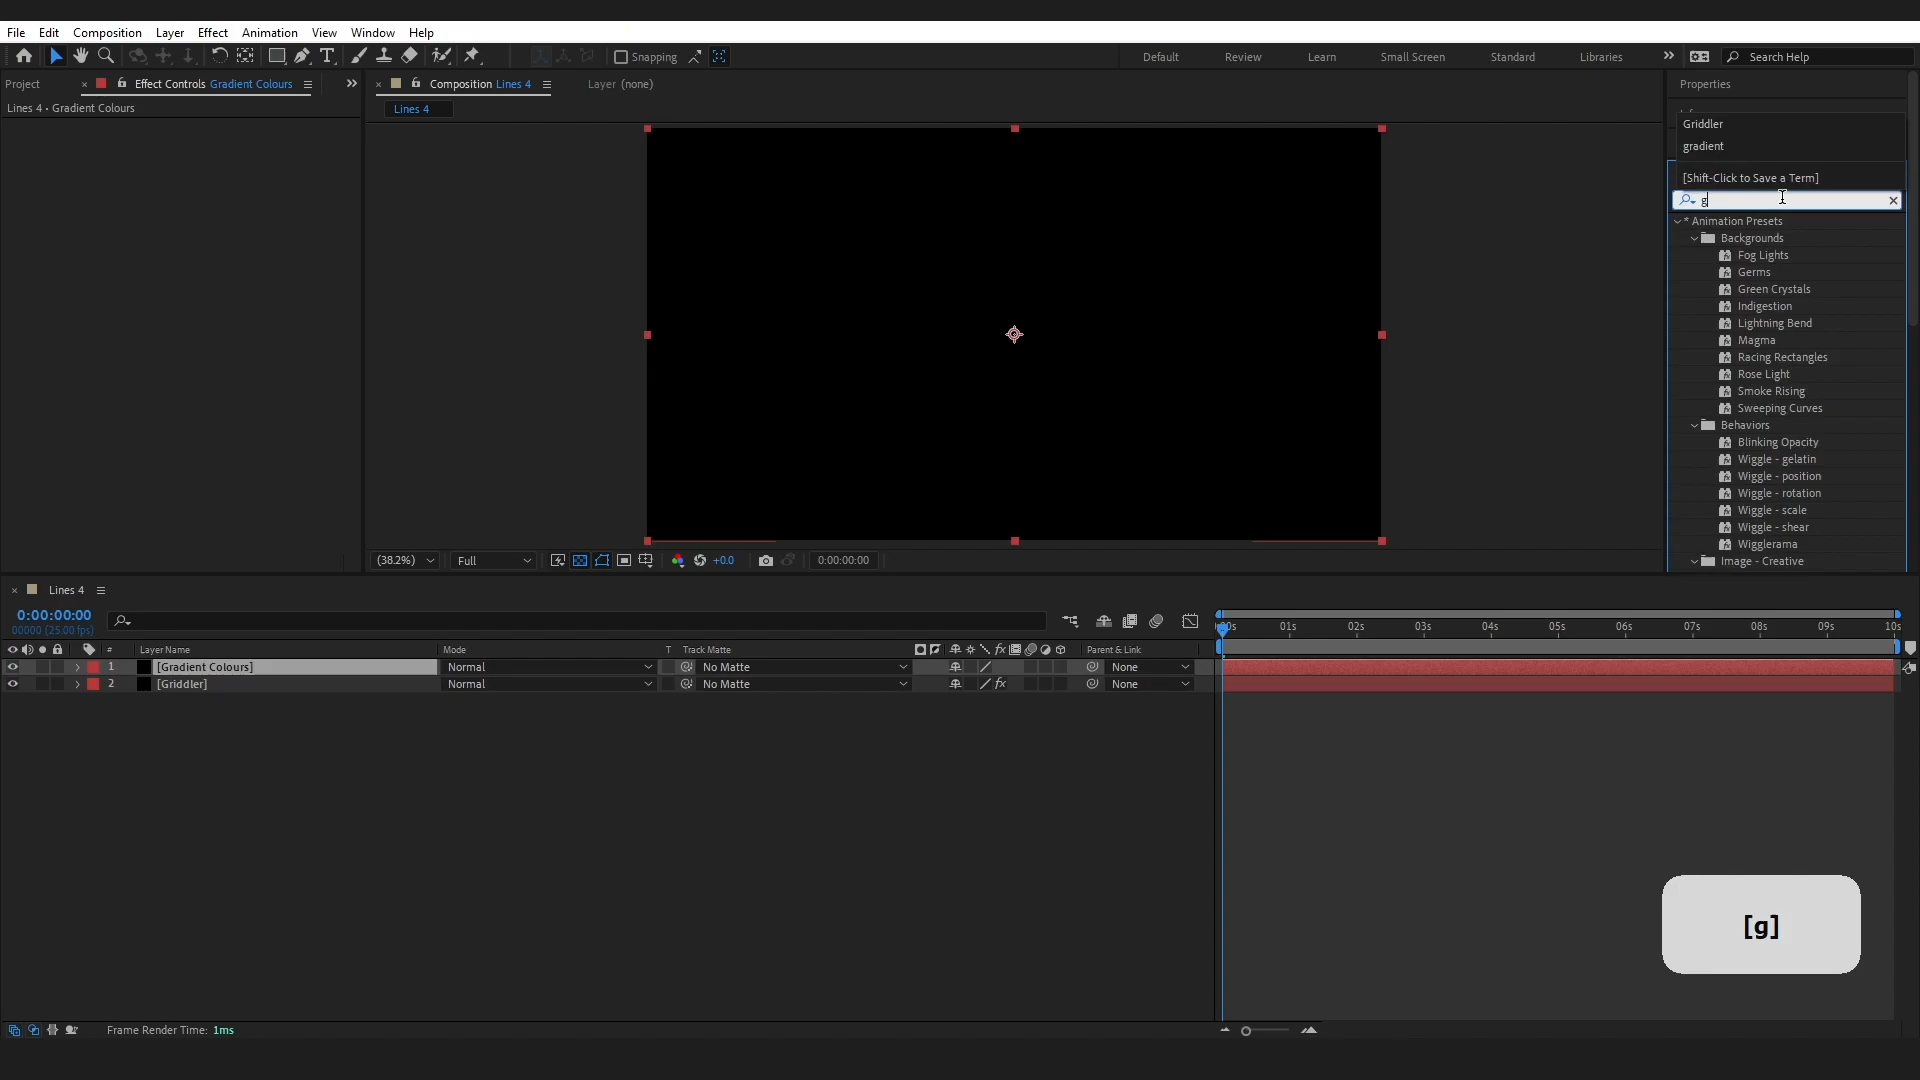 File Edit Composition Layer Effect Animation View Window Help
Snapping Default Review Learn Small Screen Standard Libraries Search Help
Project Effect Controls Gradient Colours Composition Lines 4 Layer (none) Properties
Lines 4 • Gradient Colours
Lines 4
Griddler
gradient
[Shift-Click to Save a Term]
g
* Animation Presets
Backgrounds
Fog Lights
Germs
Green Crystals
Indigestion
Lightning Bend
Magma
Racing Rectangles
Rose Light
Smoke Rising
Sweeping Curves
Behaviors
Blinking Opacity
Wiggle - gelatin
Wiggle - position
Wiggle - rotation
Wiggle - scale
Wiggle - shear
Wigglerama
Image - Creative
(38.2%) Full +0.0 0:00:00:00
Lines 4
0:00:00:00
00000 (25.00 fps)
:00s 01s 02s 03s 04s 05s 06s 07s 08s 09s 10s
# Layer Name Mode T Track Matte fx Parent & Link
1 [Gradient Colours] Normal No Matte None
2 [Griddler] Normal No Matte fx None
[g]
Frame Render Time: 1ms